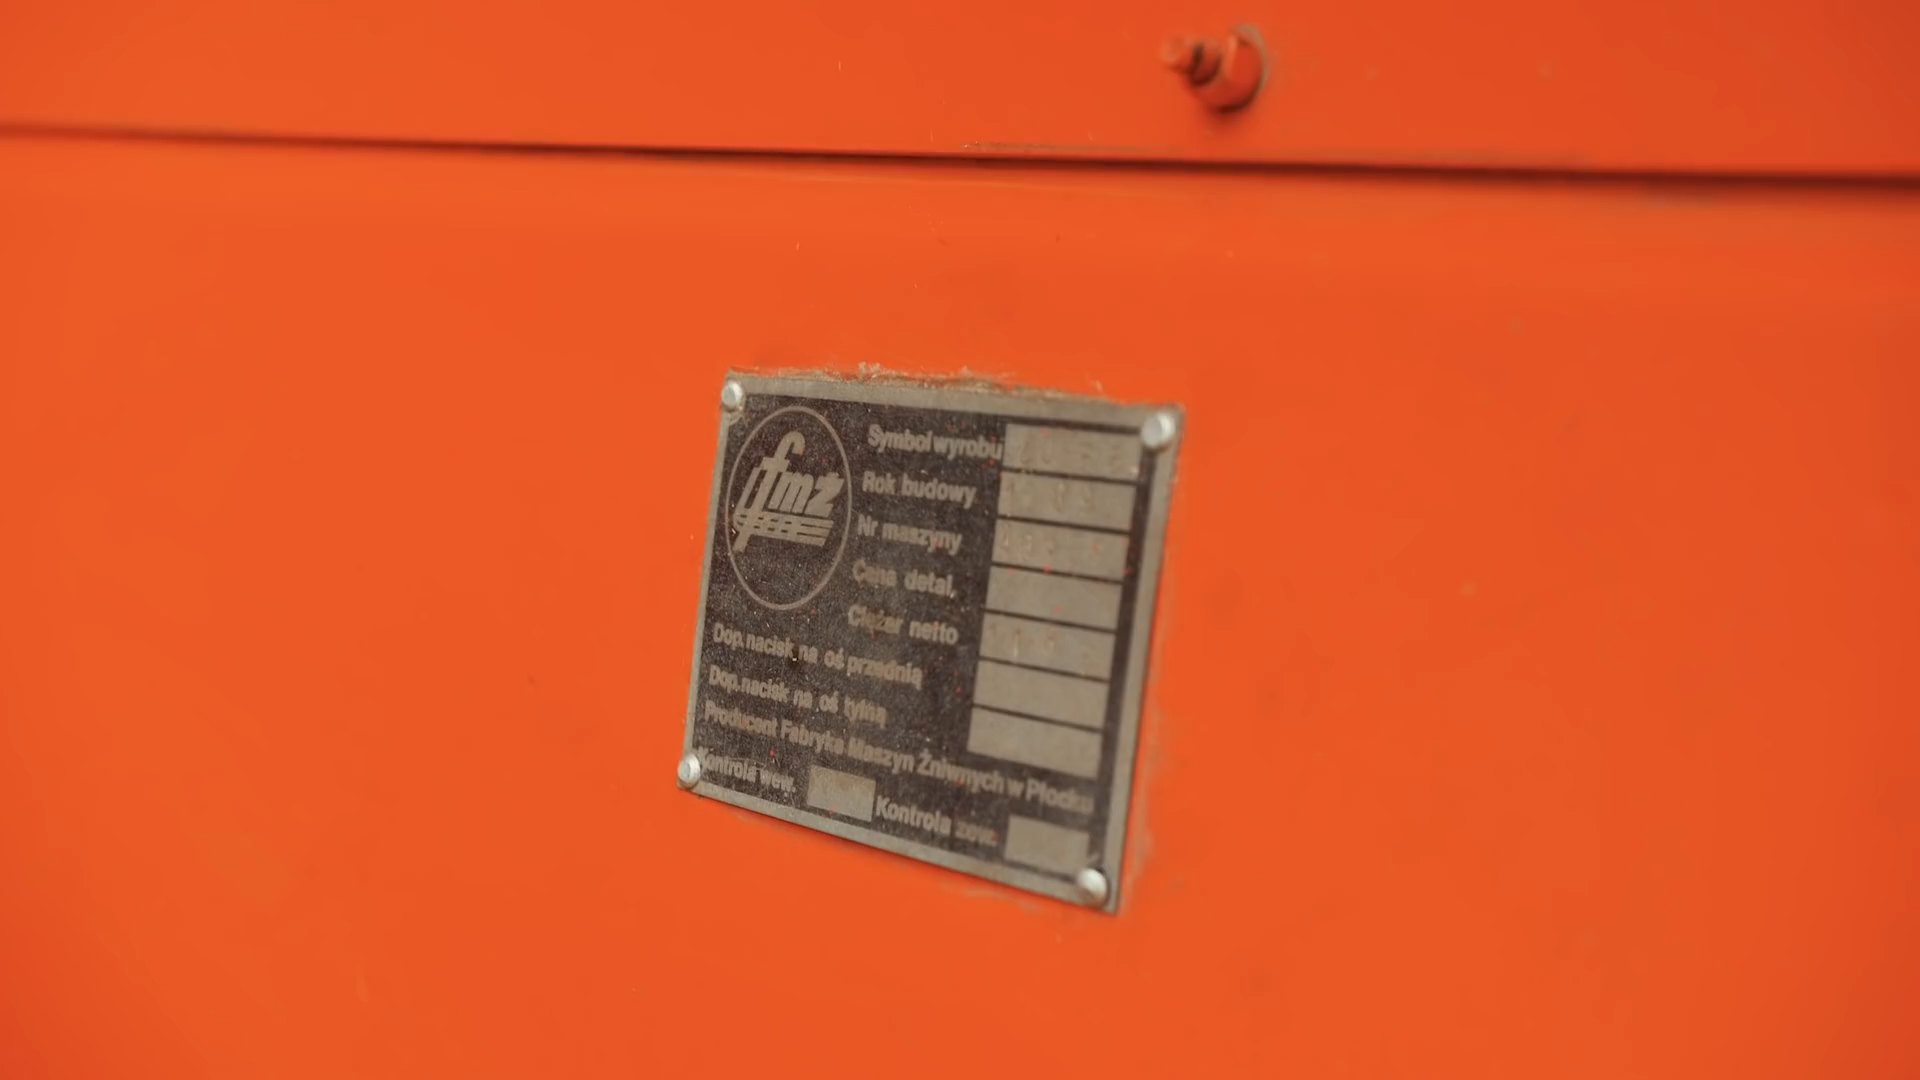 fmż
Symbol wyrobu
Rok budowy
Nr maszyny
Cena detal.
Ciężar netto
Dop. nacisk na oś przednią
Dop. nacisk na oś tylną
Producent Fabryka Maszyn Żniwnych w Płocku
Kontrola wew.
Kontrola zew.